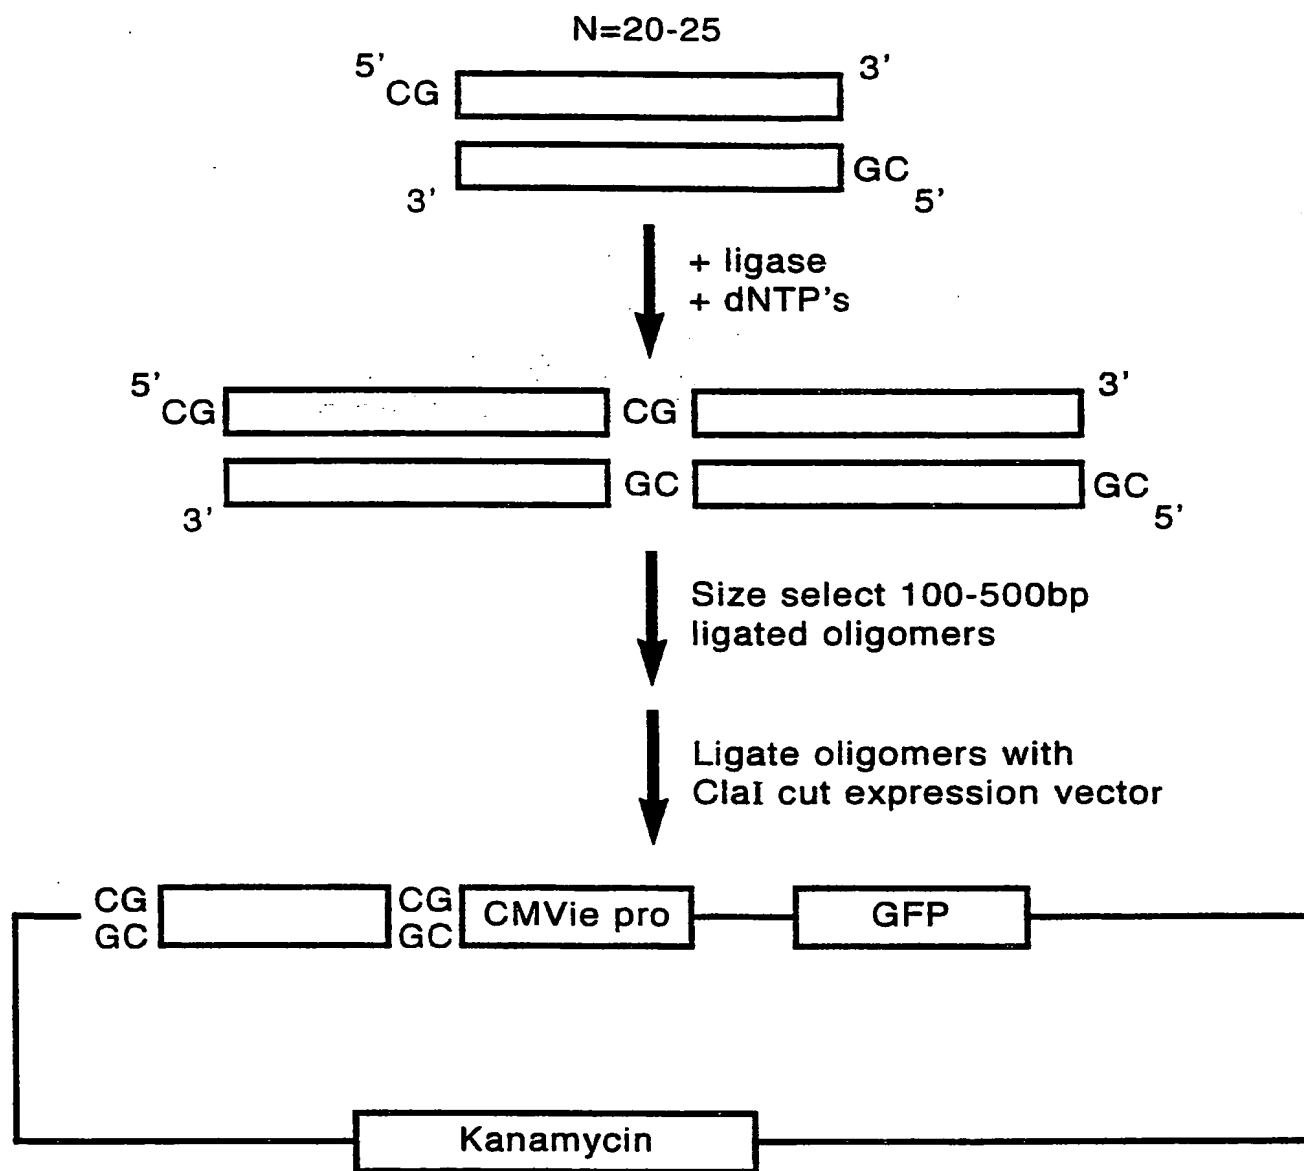 N=20-25
5' 3'
CG
GC
3' 5'
+ ligase
+ dNTP's
5' 3'
CG CG
GC GC
3' 5'
Size select 100-500bp
ligated oligomers
Ligate oligomers with
ClaI cut expression vector
CG CG CMVie pro GFP
GC GC
Kanamycin